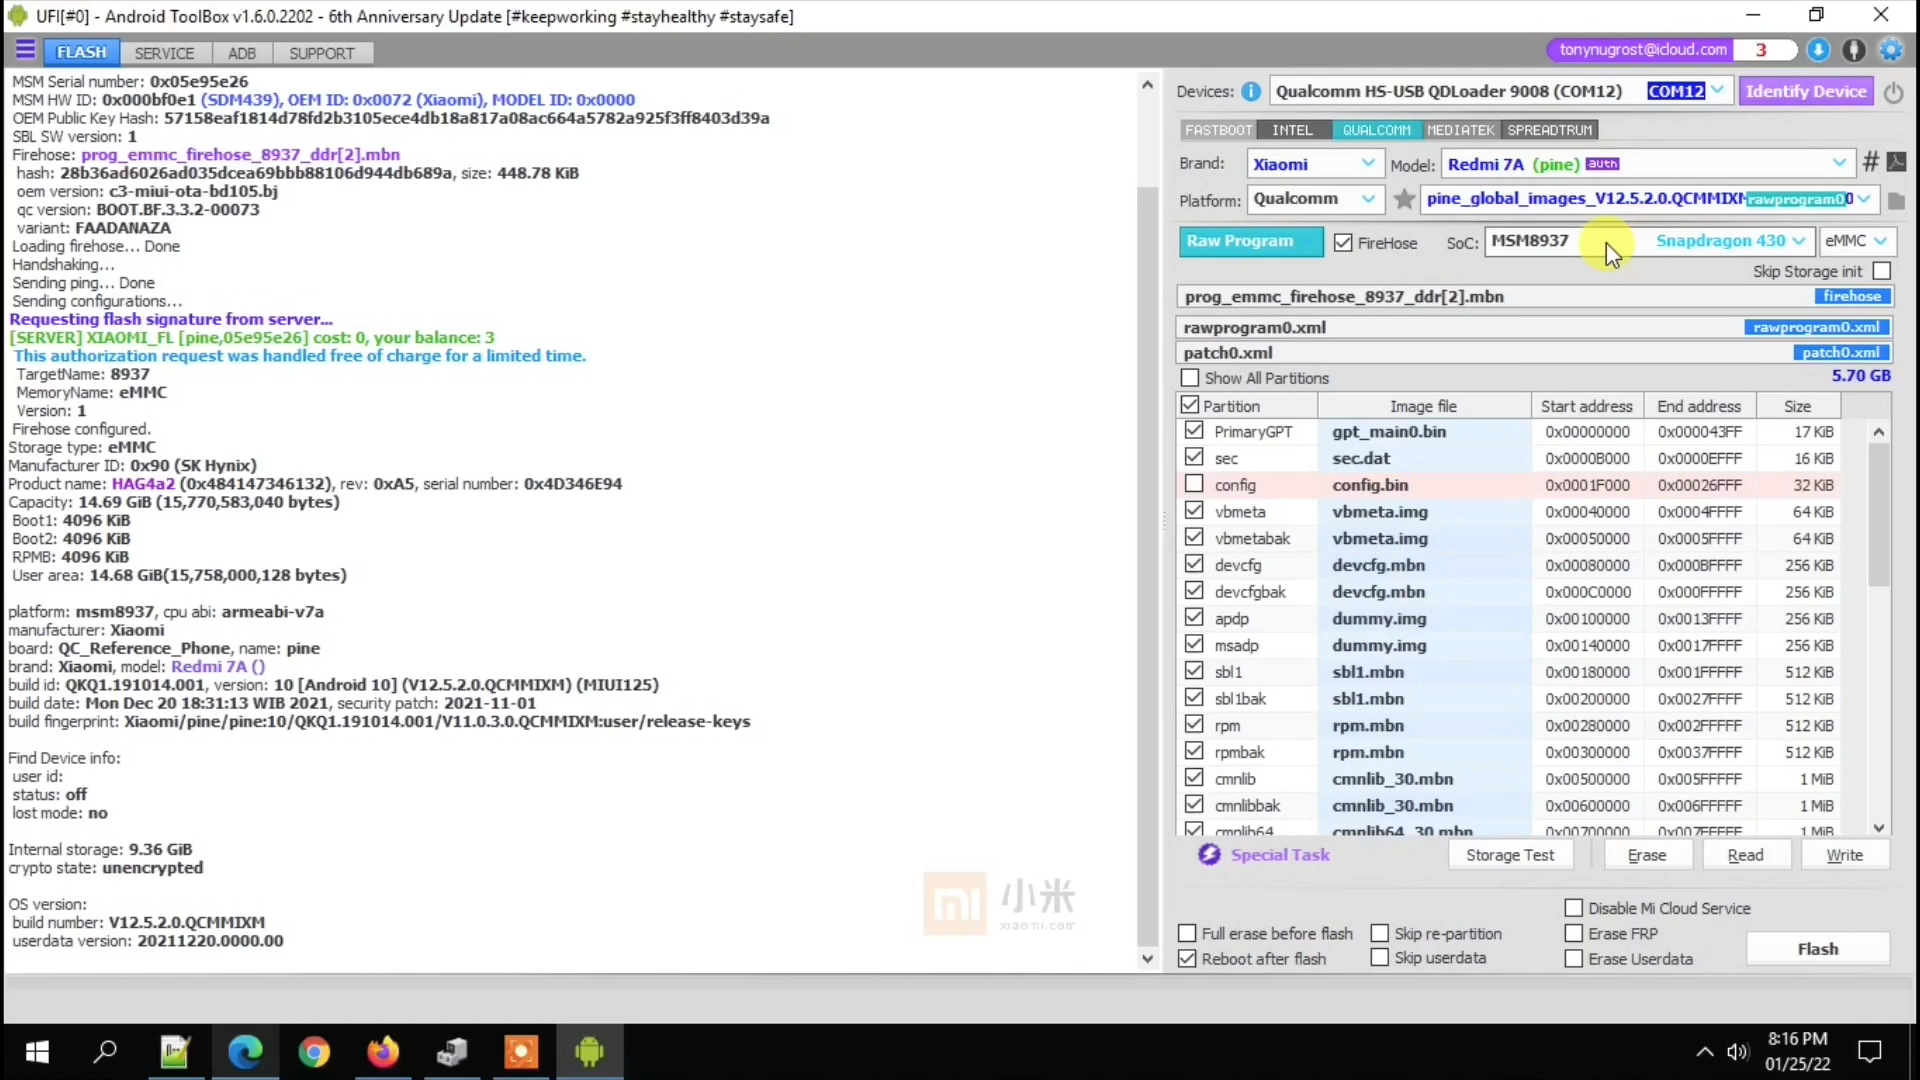 UFI[#0] - Android ToolBox v1.6.0.2202 - 6th Anniversary Update [#keepworking #stayhealthy #staysafe]
FLASH SERVICE ADB SUPPORT
tonynugrost@icloud.com 3
MSM Serial number: 0x05e95e26
MSM HW ID: 0x000bf0e1 (SDM439), OEM ID: 0x0072 (Xiaomi), MODEL ID: 0x0000
OEM Public Key Hash: 57158eaf1814d78fd2b3105ece4db18a817a08ac664a5782a925f3ff8403d39a
SBL SW version: 1
Firehose: prog_emmc_firehose_8937_ddr[2].mbn
hash: 28b36ad6026ad035dcea69bbb88106d944db689a, size: 448.78 KiB
oem version: c3-miui-ota-bd105.bj
qc version: BOOT.BF.3.3.2-00073
variant: FAADANAZA
Loading firehose... Done
Handshaking...
Sending ping... Done
Sending configurations...
Requesting flash signature from server...
[SERVER] XIAOMI_FL [pine,05e95e26] cost: 0, your balance: 3
This authorization request was handled free of charge for a limited time.
TargetName: 8937
MemoryName: eMMC
Version: 1
Firehose configured.
Storage type: eMMC
Manufacturer ID: 0x90 (SK Hynix)
Product name: HAG4a2 (0x484147346132), rev: 0xA5, serial number: 0x4D346E94
Capacity: 14.69 GiB (15,770,583,040 bytes)
Boot1: 4096 KiB
Boot2: 4096 KiB
RPMB: 4096 KiB
User area: 14.68 GiB(15,758,000,128 bytes)
platform: msm8937, cpu abi: armeabi-v7a
manufacturer: Xiaomi
board: QC_Reference_Phone, name: pine
brand: Xiaomi, model: Redmi 7A ()
build id: QKQ1.191014.001, version: 10 [Android 10] (V12.5.2.0.QCMMIXM) (MIUI125)
build date: Mon Dec 20 18:31:13 WIB 2021, security patch: 2021-11-01
build fingerprint: Xiaomi/pine/pine:10/QKQ1.191014.001/V11.0.3.0.QCMMIXM:user/release-keys
Find Device info:
user id:
status: off
lost mode: no
Internal storage: 9.36 GiB
crypto state: unencrypted
OS version:
build number: V12.5.2.0.QCMMIXM
userdata version: 20211220.0000.00
mi 小米
xiaomi.com
Devices: Qualcomm HS-USB QDLoader 9008 (COM12) COM12 Identify Device
FASTBOOT INTEL QUALCOMM MEDIATEK SPREADTRUM
Brand: Xiaomi Model: Redmi 7A (pine) auth #
Platform: Qualcomm pine_global_images_V12.5.2.0.QCMMIX rawprogram0
Raw Program FireHose SoC: MSM8937 Snapdragon 430 eMMC
Skip Storage init
prog_emmc_firehose_8937_ddr[2].mbn firehose
rawprogram0.xml rawprogram0.xml
patch0.xml patch0.xml
Show All Partitions 5.70 GB
Partition Image file Start address End address Size
PrimaryGPT gpt_main0.bin 0x00000000 0x000043FF 17 KiB
sec sec.dat 0x0000B000 0x0000EFFF 16 KiB
config config.bin 0x0001F000 0x00026FFF 32 KiB
vbmeta vbmeta.img 0x00040000 0x0004FFFF 64 KiB
vbmetabak vbmeta.img 0x00050000 0x0005FFFF 64 KiB
devcfg devcfg.mbn 0x00080000 0x000BFFFF 256 KiB
devcfgbak devcfg.mbn 0x000C0000 0x000FFFFF 256 KiB
apdp dummy.img 0x00100000 0x0013FFFF 256 KiB
msadp dummy.img 0x00140000 0x0017FFFF 256 KiB
sbl1 sbl1.mbn 0x00180000 0x001FFFFF 512 KiB
sbl1bak sbl1.mbn 0x00200000 0x0027FFFF 512 KiB
rpm rpm.mbn 0x00280000 0x002FFFFF 512 KiB
rpmbak rpm.mbn 0x00300000 0x0037FFFF 512 KiB
cmnlib cmnlib_30.mbn 0x00500000 0x005FFFFF 1 MiB
cmnlibbak cmnlib_30.mbn 0x00600000 0x006FFFFF 1 MiB
cmnlib64 cmnlib64_30.mbn 0x00700000 0x007FFFFF 1 MiB
Special Task Storage Test Erase Read Write
Disable Mi Cloud Service
Full erase before flash Skip re-partition Erase FRP
Reboot after flash Skip userdata Erase Userdata
Flash
8:16 PM
01/25/22